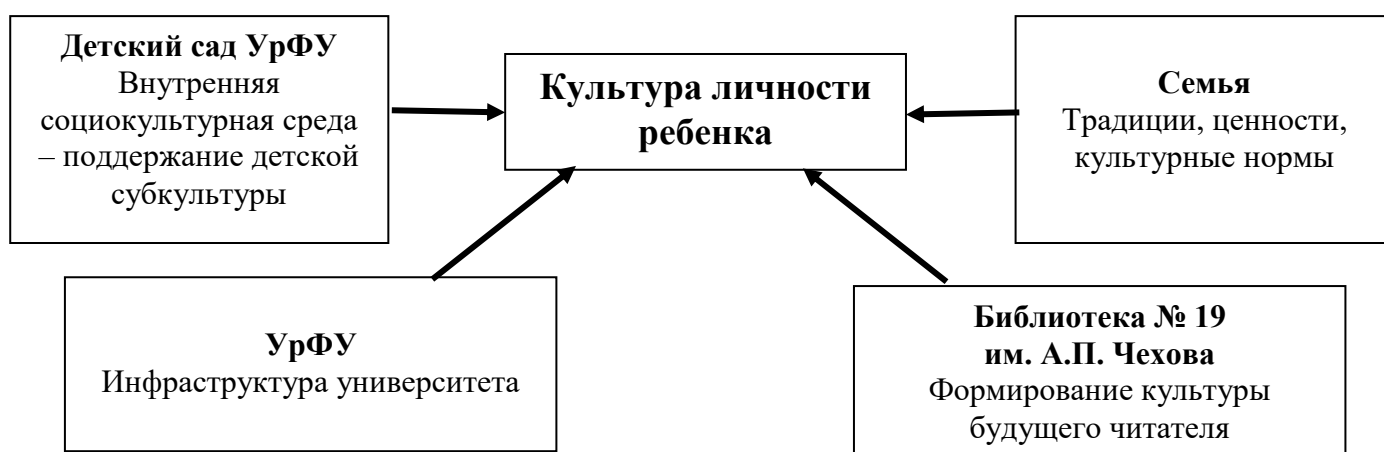 Детский сад УрФУ
Внутренняя
социокультурная среда
– поддержание детской
субкультуры
Культура личности
ребенка
Семья
Традиции, ценности,
культурные нормы
УрФУ
Инфраструктура университета
Библиотека № 19
им. А.П. Чехова
Формирование культуры
будущего читателя